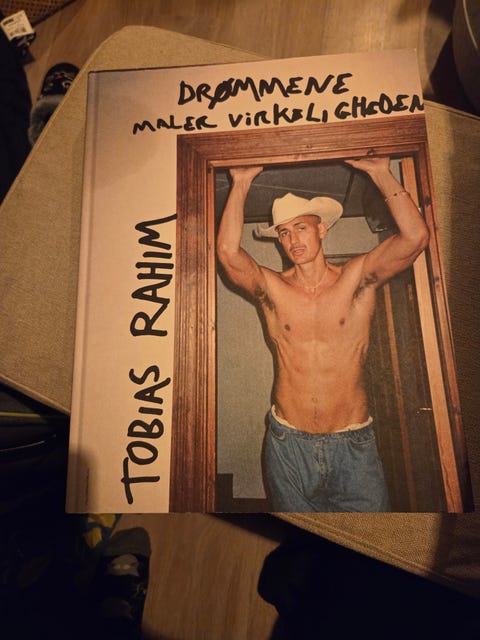 DRØMMENE
MALER VIRKELIGHEDEN
TOBIAS RAHIM